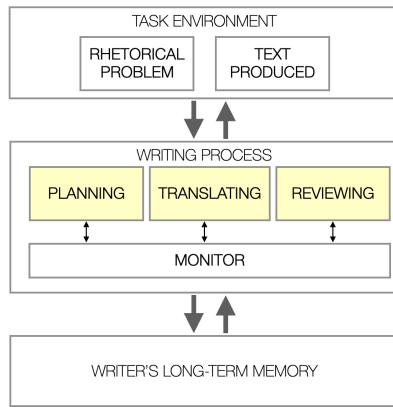 TASK ENVIRONMENT
RHETORICAL
PROBLEM
TEXT
PRODUCED
WRITING PROCESS
PLANNING
TRANSLATING
REVIEWING
MONITOR
WRITER'S LONG-TERM MEMORY